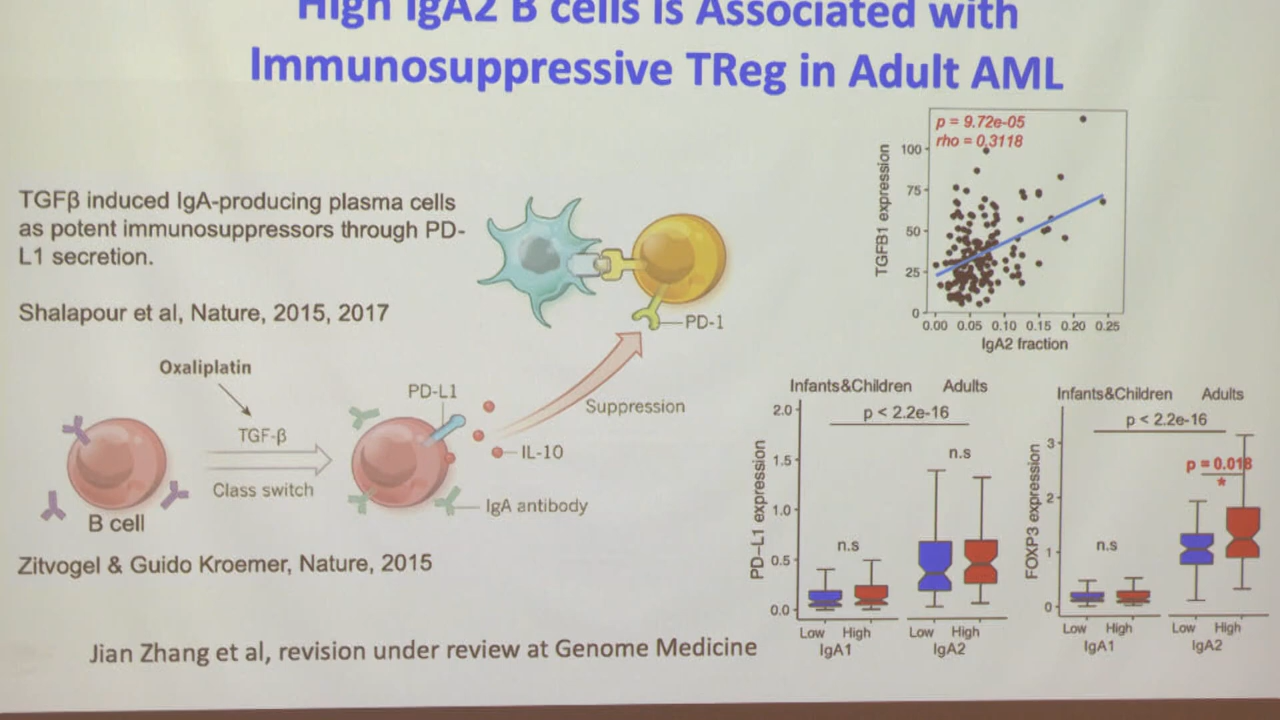 High IgA2 B cells is Associated with
Immunosuppressive TReg in Adult AML
TGFβ induced IgA-producing plasma cells
as potent immunosuppressors through PD-
L1 secretion.
Shalapour et al, Nature, 2015, 2017
Oxaliplatin
TGF-β
Class switch
B cell
PD-L1
IL-10
IgA antibody
Suppression
PD-1
Zitvogel & Guido Kroemer, Nature, 2015
Jian Zhang et al, revision under review at Genome Medicine
p = 9.72e-05
rho = 0.3118
TGFB1 expression
100
75
50
25
0
0.00 0.05 0.10 0.15 0.20 0.25
IgA2 fraction
Infants&Children Adults
p < 2.2e-16
n.s
n.s
PD-L1 expression
2.0
1.5
1.0
0.5
0.0
Low High Low High
IgA1 IgA2
Infants&Children Adults
p < 2.2e-16
p = 0.018
*
n.s
FOXP3 expression
3
2
1
0
Low High Low High
IgA1 IgA2